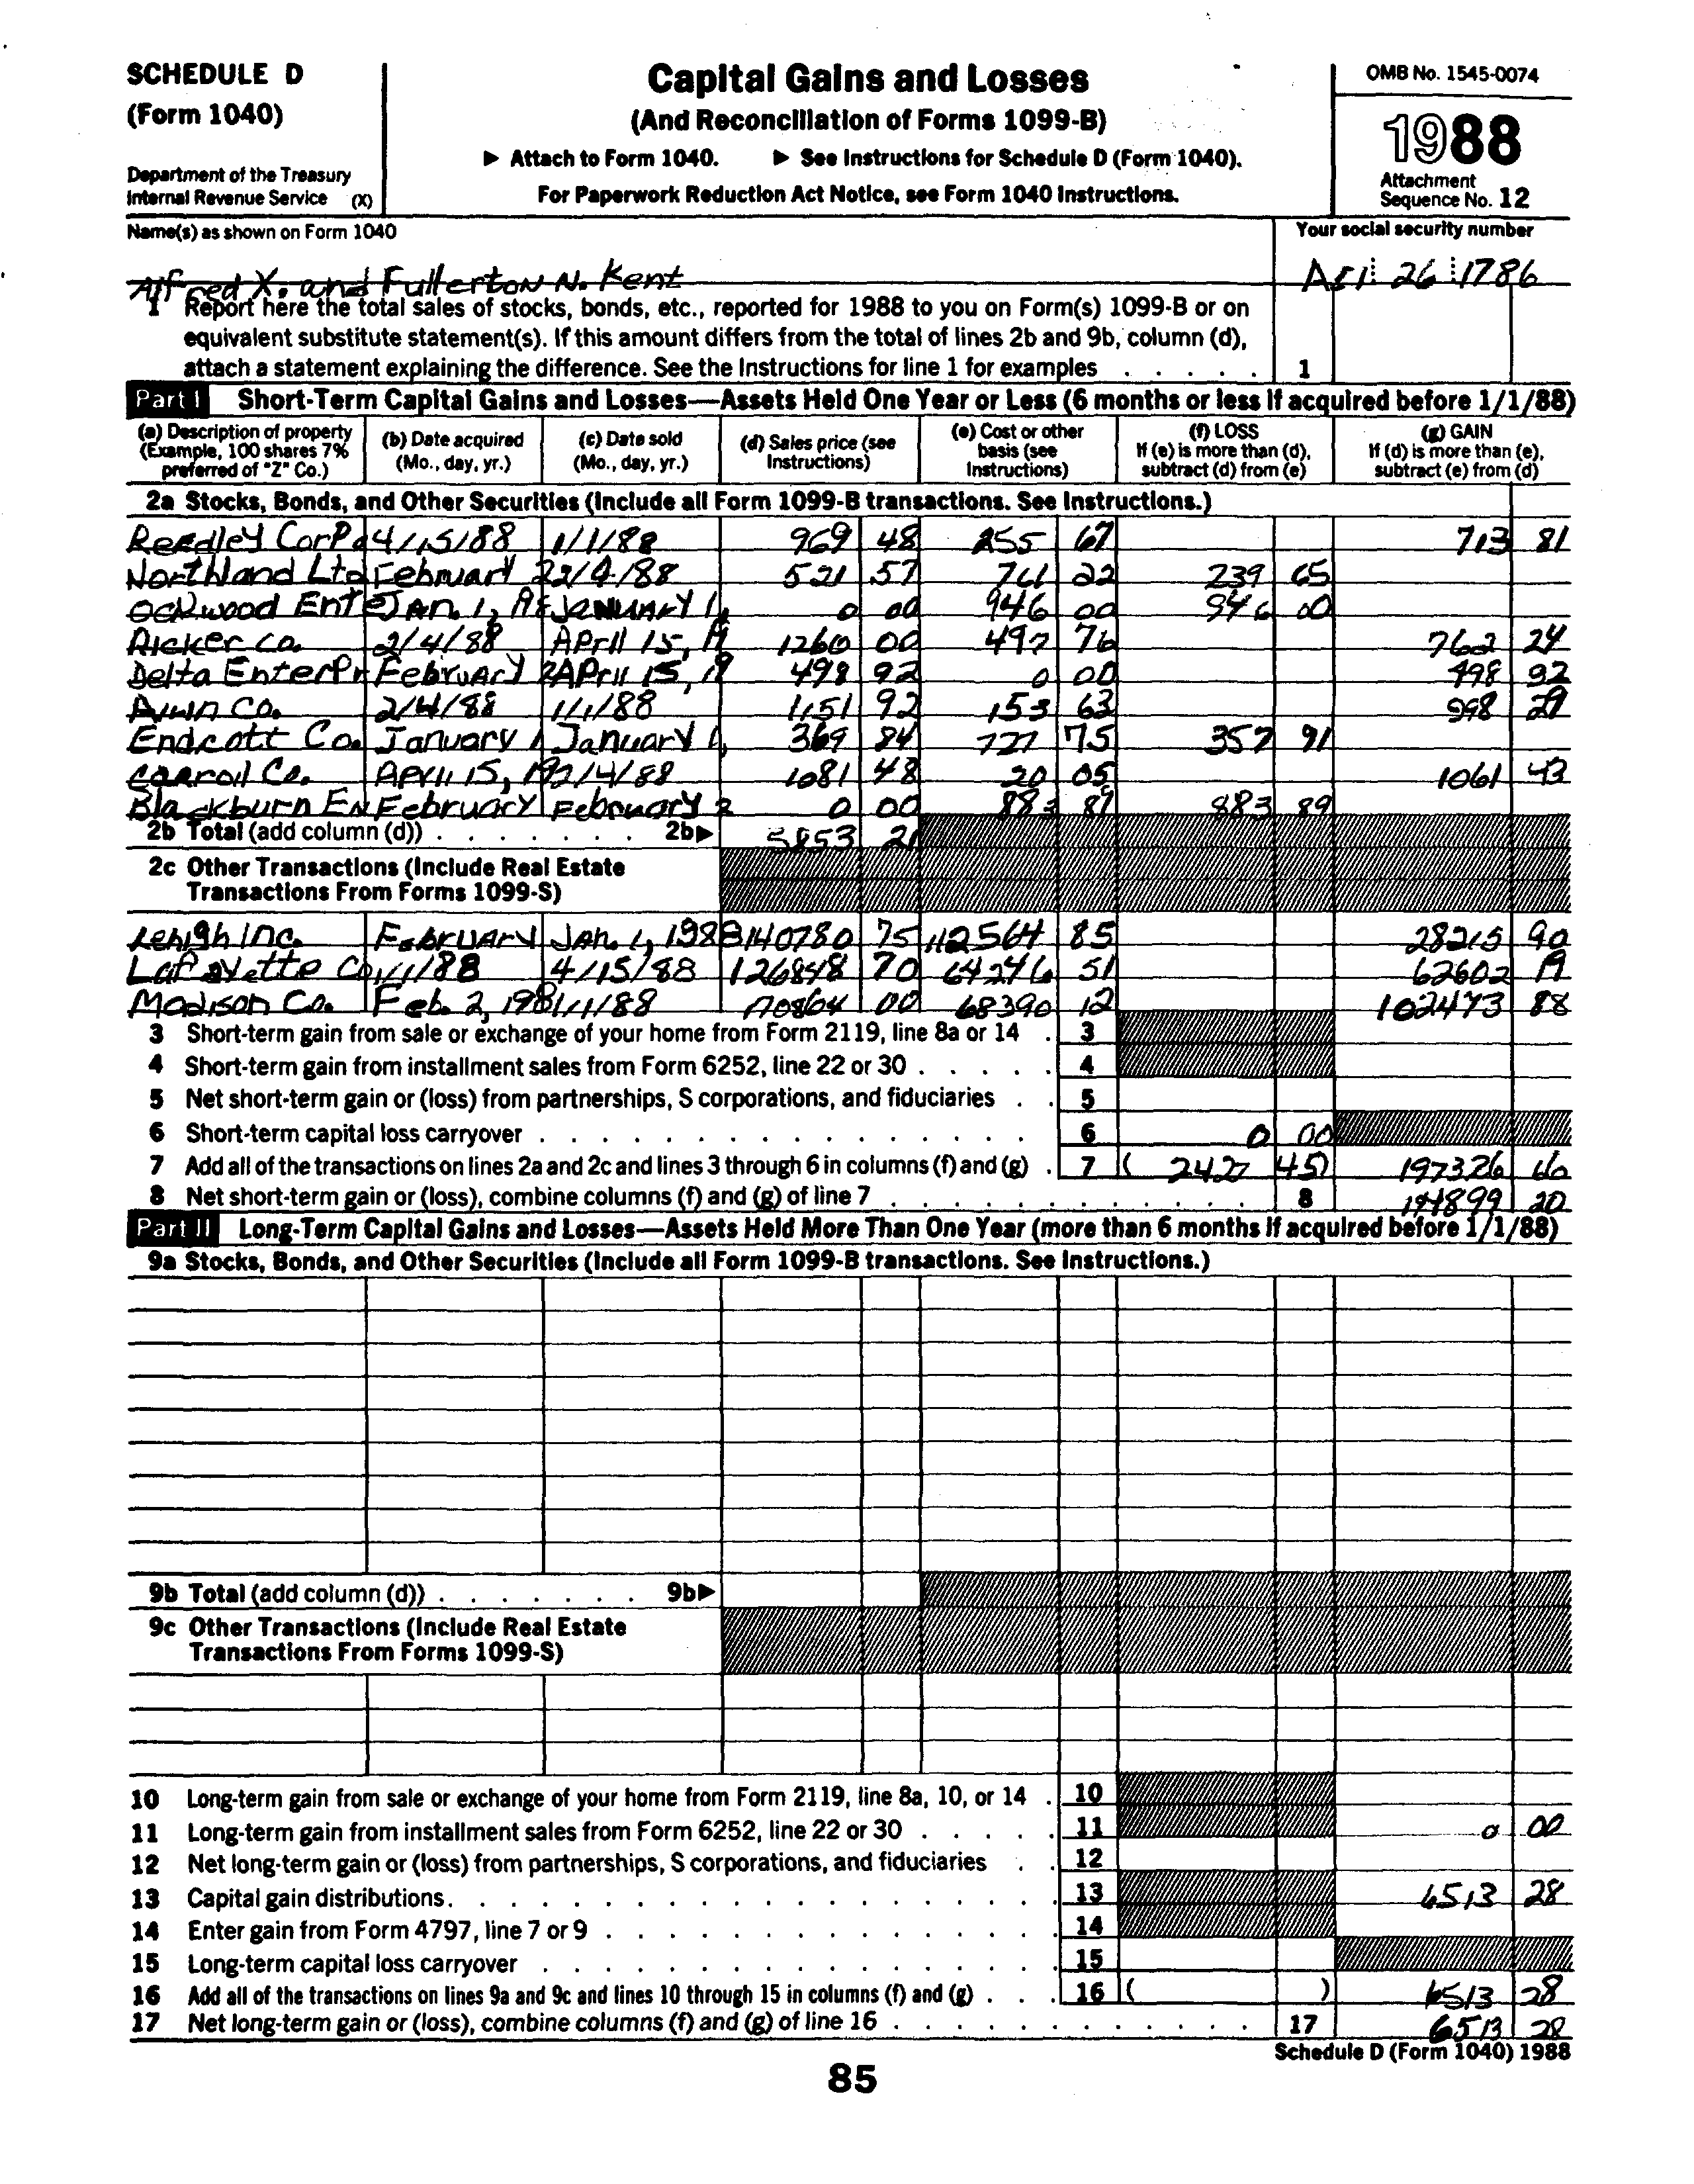 SCHEDULE D
(Form 1040)
Department of the Treasury
Internal Revenue Service (X)
Capital Gains and Losses
(And Reconciliation of Forms 1099-B)
▶ Attach to Form 1040. ▶ See Instructions for Schedule D (Form 1040).
For Paperwork Reduction Act Notice, see Form 1040 Instructions.
OMB No. 1545-0074
1988
Attachment
Sequence No. 12
Name(s) as shown on Form 1040
Your social security number
Alfred X. and Fullerton N. Kent
26 1786
1 Report here the total sales of stocks, bonds, etc., reported for 1988 to you on Form(s) 1099-B or on
equivalent substitute statement(s). If this amount differs from the total of lines 2b and 9b, column (d),
attach a statement explaining the difference. See the Instructions for line 1 for examples . . . . . 1
Part I Short-Term Capital Gains and Losses—Assets Held One Year or Less (6 months or less if acquired before 1/1/88)
(a) Description of property
(Example, 100 shares 7%
preferred of "Z" Co.)
(b) Date acquired
(Mo., day, yr.)
(c) Date sold
(Mo., day, yr.)
(d) Sales price (see
Instructions)
(e) Cost or other
basis (see
Instructions)
(f) LOSS
If (e) is more than (d),
subtract (d) from (e)
(g) GAIN
If (d) is more than (e),
subtract (e) from (d)
2a Stocks, Bonds, and Other Securities (Include all Form 1099-B transactions. See Instructions.)
Reedley Corp. 4/15/88 1/1/88 969 48 255 67 713 81
Northland Ltd February 2 2/4/88 521 57 761 22 239 65
Ente Jan. 1, January 1, 0 00 946 00 946 00
Ricker Co. 2/4/88 April 15, 19 1260 00 497 76 762 24
Delta Enterpr February 2 April 15, 19 498 92 0 00 498 92
Co. 2/4/88 1/1/88 1151 92 153 63 998 29
Endcott Co. January 1 January 1, 369 84 727 75 357 91
Carroll Co. April 15, 19 2/4/88 1081 48 20 05 1061 43
Blackburn En February February 2 0 00 883 89 883 89
2b Total (add column (d)) . . . . . . . 2b▶ 5853 21
2c Other Transactions (Include Real Estate
Transactions From Forms 1099-S)
Lehigh Inc. February Jan. 1, 1988 140780 75 112564 85 28215 90
Lafayette Co 1/1/88 4/15/88 126848 70 64246 51 62602 19
Madison Co. Feb. 2, 198 1/1/88 170864 00 68390 12 102473 88
3 Short-term gain from sale or exchange of your home from Form 2119, line 8a or 14 . 3
4 Short-term gain from installment sales from Form 6252, line 22 or 30 . . . . . 4
5 Net short-term gain or (loss) from partnerships, S corporations, and fiduciaries . . 5
6 Short-term capital loss carryover . . . . . . . . . . . . . . . . 6 0 00
7 Add all of the transactions on lines 2a and 2c and lines 3 through 6 in columns (f) and (g) . 7 ( 2427 45) 197326 66
8 Net short-term gain or (loss), combine columns (f) and (g) of line 7 . . . . . . . . . . . . . 8 194899 20
Part II Long-Term Capital Gains and Losses—Assets Held More Than One Year (more than 6 months if acquired before 1/1/88)
9a Stocks, Bonds, and Other Securities (Include all Form 1099-B transactions. See Instructions.)
9b Total (add column (d)) . . . . . . . 9b▶
9c Other Transactions (Include Real Estate
Transactions From Forms 1099-S)
10 Long-term gain from sale or exchange of your home from Form 2119, line 8a, 10, or 14 . 10
11 Long-term gain from installment sales from Form 6252, line 22 or 30 . . . . . 11 0 00
12 Net long-term gain or (loss) from partnerships, S corporations, and fiduciaries . . 12
13 Capital gain distributions. . . . . . . . . . . . . . . . . . . 13 6513 28
14 Enter gain from Form 4797, line 7 or 9 . . . . . . . . . . . . . . 14
15 Long-term capital loss carryover . . . . . . . . . . . . . . . . 15
16 Add all of the transactions on lines 9a and 9c and lines 10 through 15 in columns (f) and (g) . . . 16 ( ) 6513 28
17 Net long-term gain or (loss), combine columns (f) and (g) of line 16 . . . . . . . . . . . . 17 6513 28
Schedule D (Form 1040) 1988
85